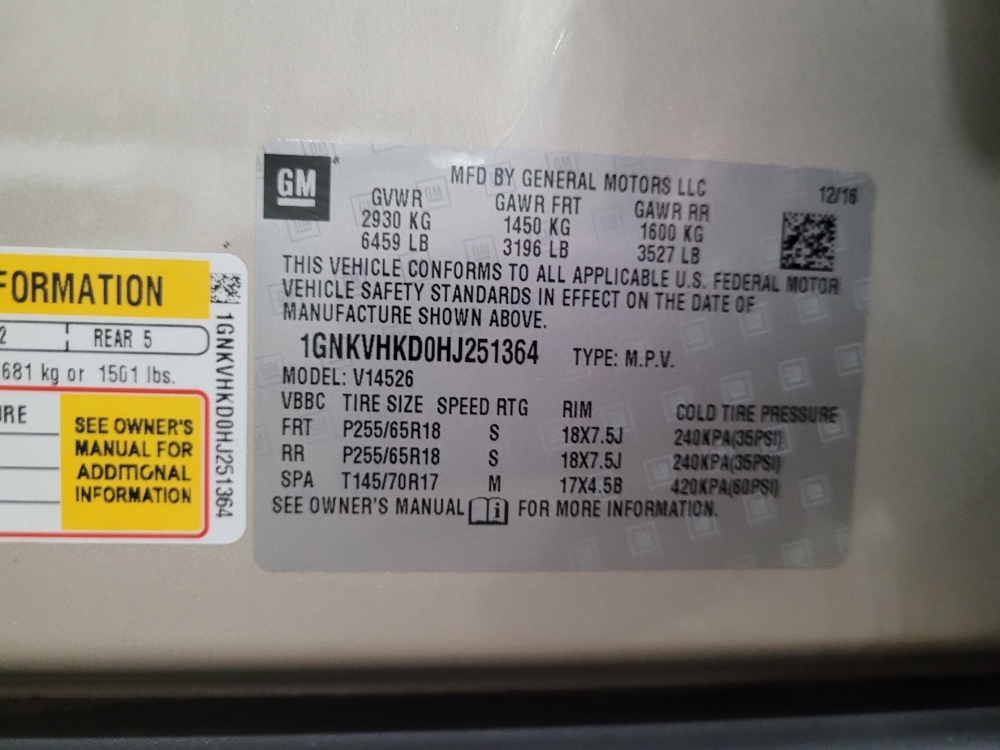 GM
MFD BY GENERAL MOTORS LLC
12/16
GVWR GAWR FRT GAWR RR
2930 KG 1450 KG 1600 KG
6459 LB 3196 LB 3527 LB
THIS VEHICLE CONFORMS TO ALL APPLICABLE U.S. FEDERAL MOTOR
VEHICLE SAFETY STANDARDS IN EFFECT ON THE DATE OF
MANUFACTURE SHOWN ABOVE.
1GNKVHKD0HJ251364 TYPE: M.P.V.
MODEL: V14526
VBBC TIRE SIZE SPEED RTG RIM COLD TIRE PRESSURE
FRT P255/65R18 S 18X7.5J 240KPA(35PSI)
RR P255/65R18 S 18X7.5J 240KPA(35PSI)
SPA T145/70R17 M 17X4.5B 420KPA(60PSI)
SEE OWNER'S MANUAL i FOR MORE INFORMATION.
FORMATION
2 REAR 5
681 kg or 1501 lbs.
RE
SEE OWNER'S
MANUAL FOR
ADDITIONAL
INFORMATION
1GNKVHKD0HJ251364